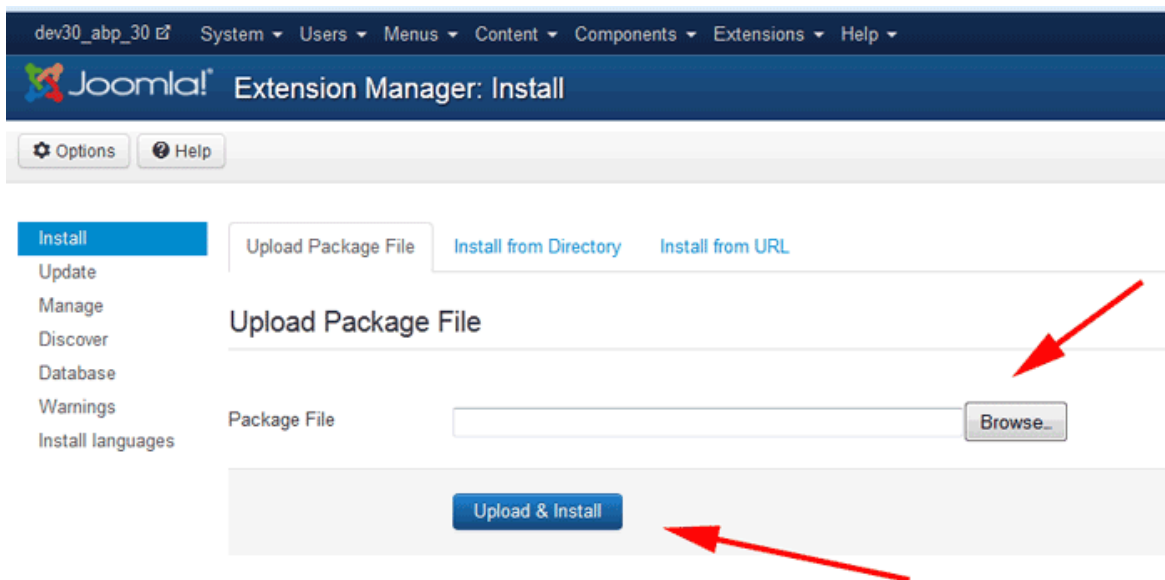 dev30_abp_30 System Users Menus Content Components Extensions Help
Joomla!® Extension Manager: Install
Options Help
Install
Update
Manage
Discover
Database
Warnings
Install languages
Upload Package File Install from Directory Install from URL
Upload Package File
Package File Browse...
Upload & Install